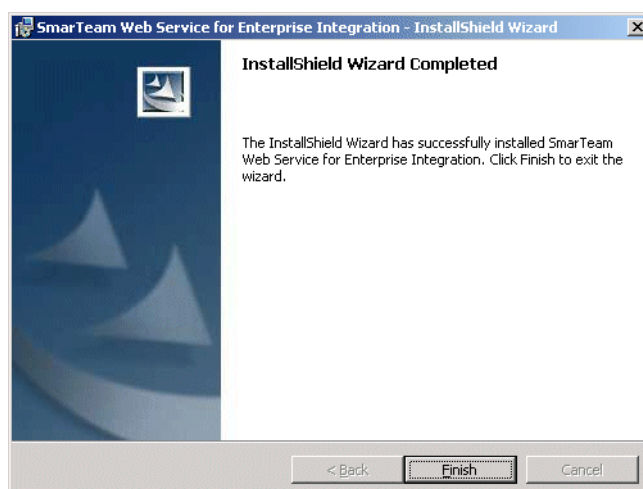 SmarTeam Web Service for Enterprise Integration - InstallShield Wizard
InstallShield Wizard Completed
The InstallShield Wizard has successfully installed SmarTeam
Web Service for Enterprise Integration. Click Finish to exit the
wizard.
< Back
Finish
Cancel